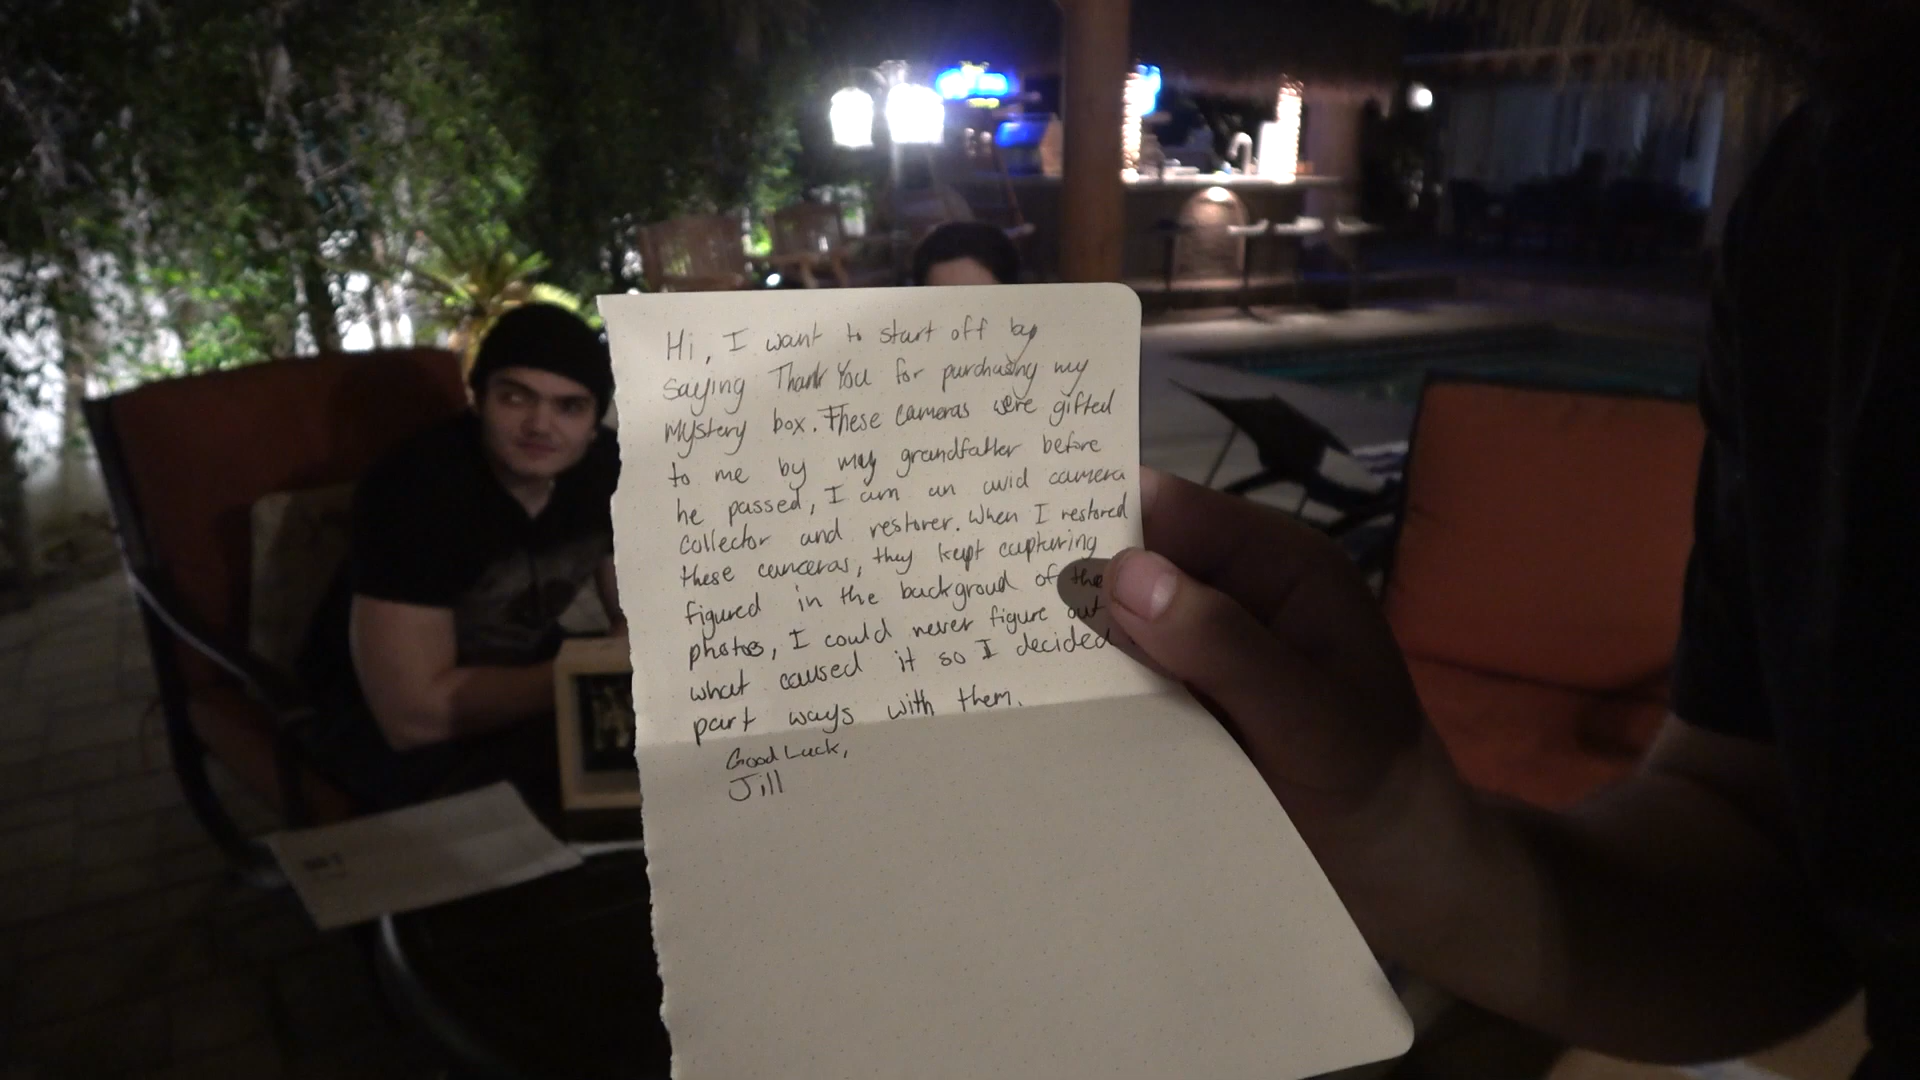 Hi, I want to start off by
saying Thank You for purchasing my
mystery box. These cameras were gifted
to me by my grandfather before
he passed, I am an avid camera
collector and restorer. When I restored
these cameras, they kept capturing
figured in the backgroud of the
photos, I could never figure out
what caused it so I decided
part ways with them.
Good Luck,
Jill